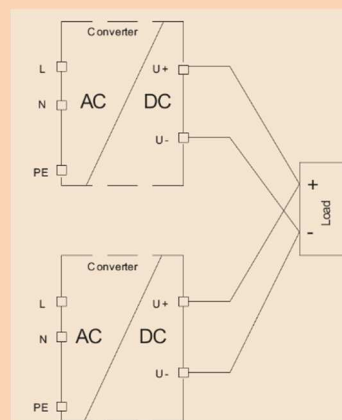 Converter
L
U+
N
AC
DC
U-
PE
+
Load
-
Converter
L
U+
N
AC
DC
U-
PE